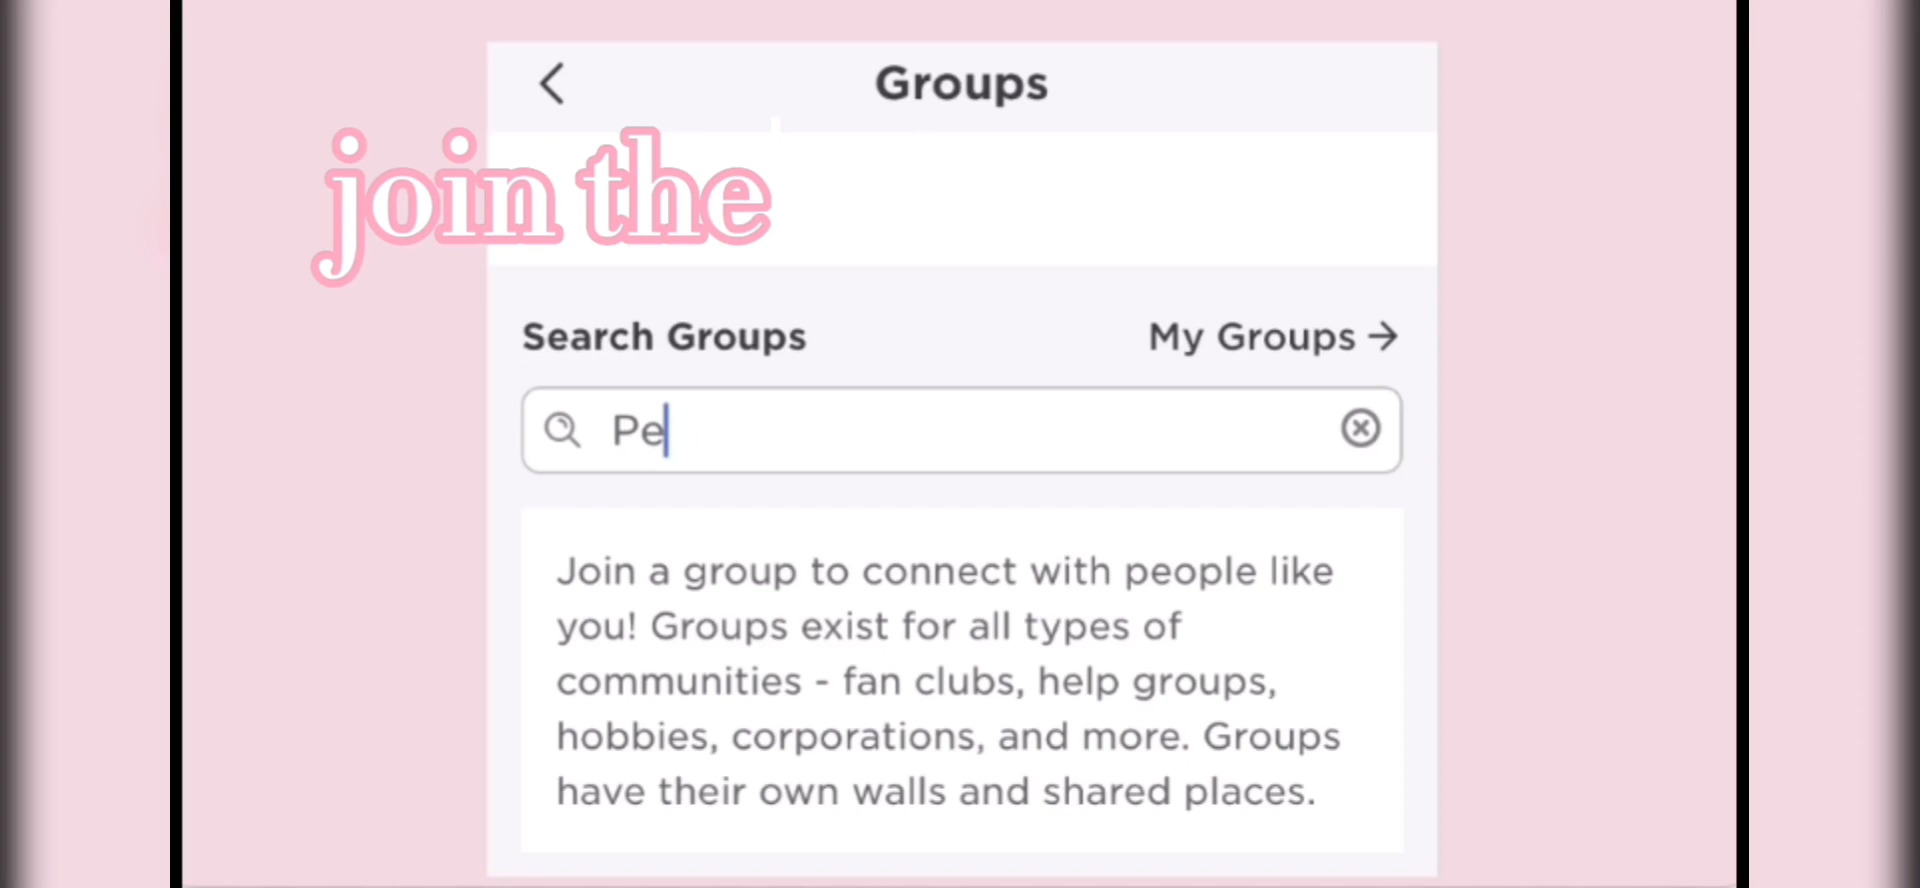 Groups
join the
Search Groups
My Groups →
Pe
Join a group to connect with people like
you! Groups exist for all types of
communities - fan clubs, help groups,
hobbies, corporations, and more. Groups
have their own walls and shared places.